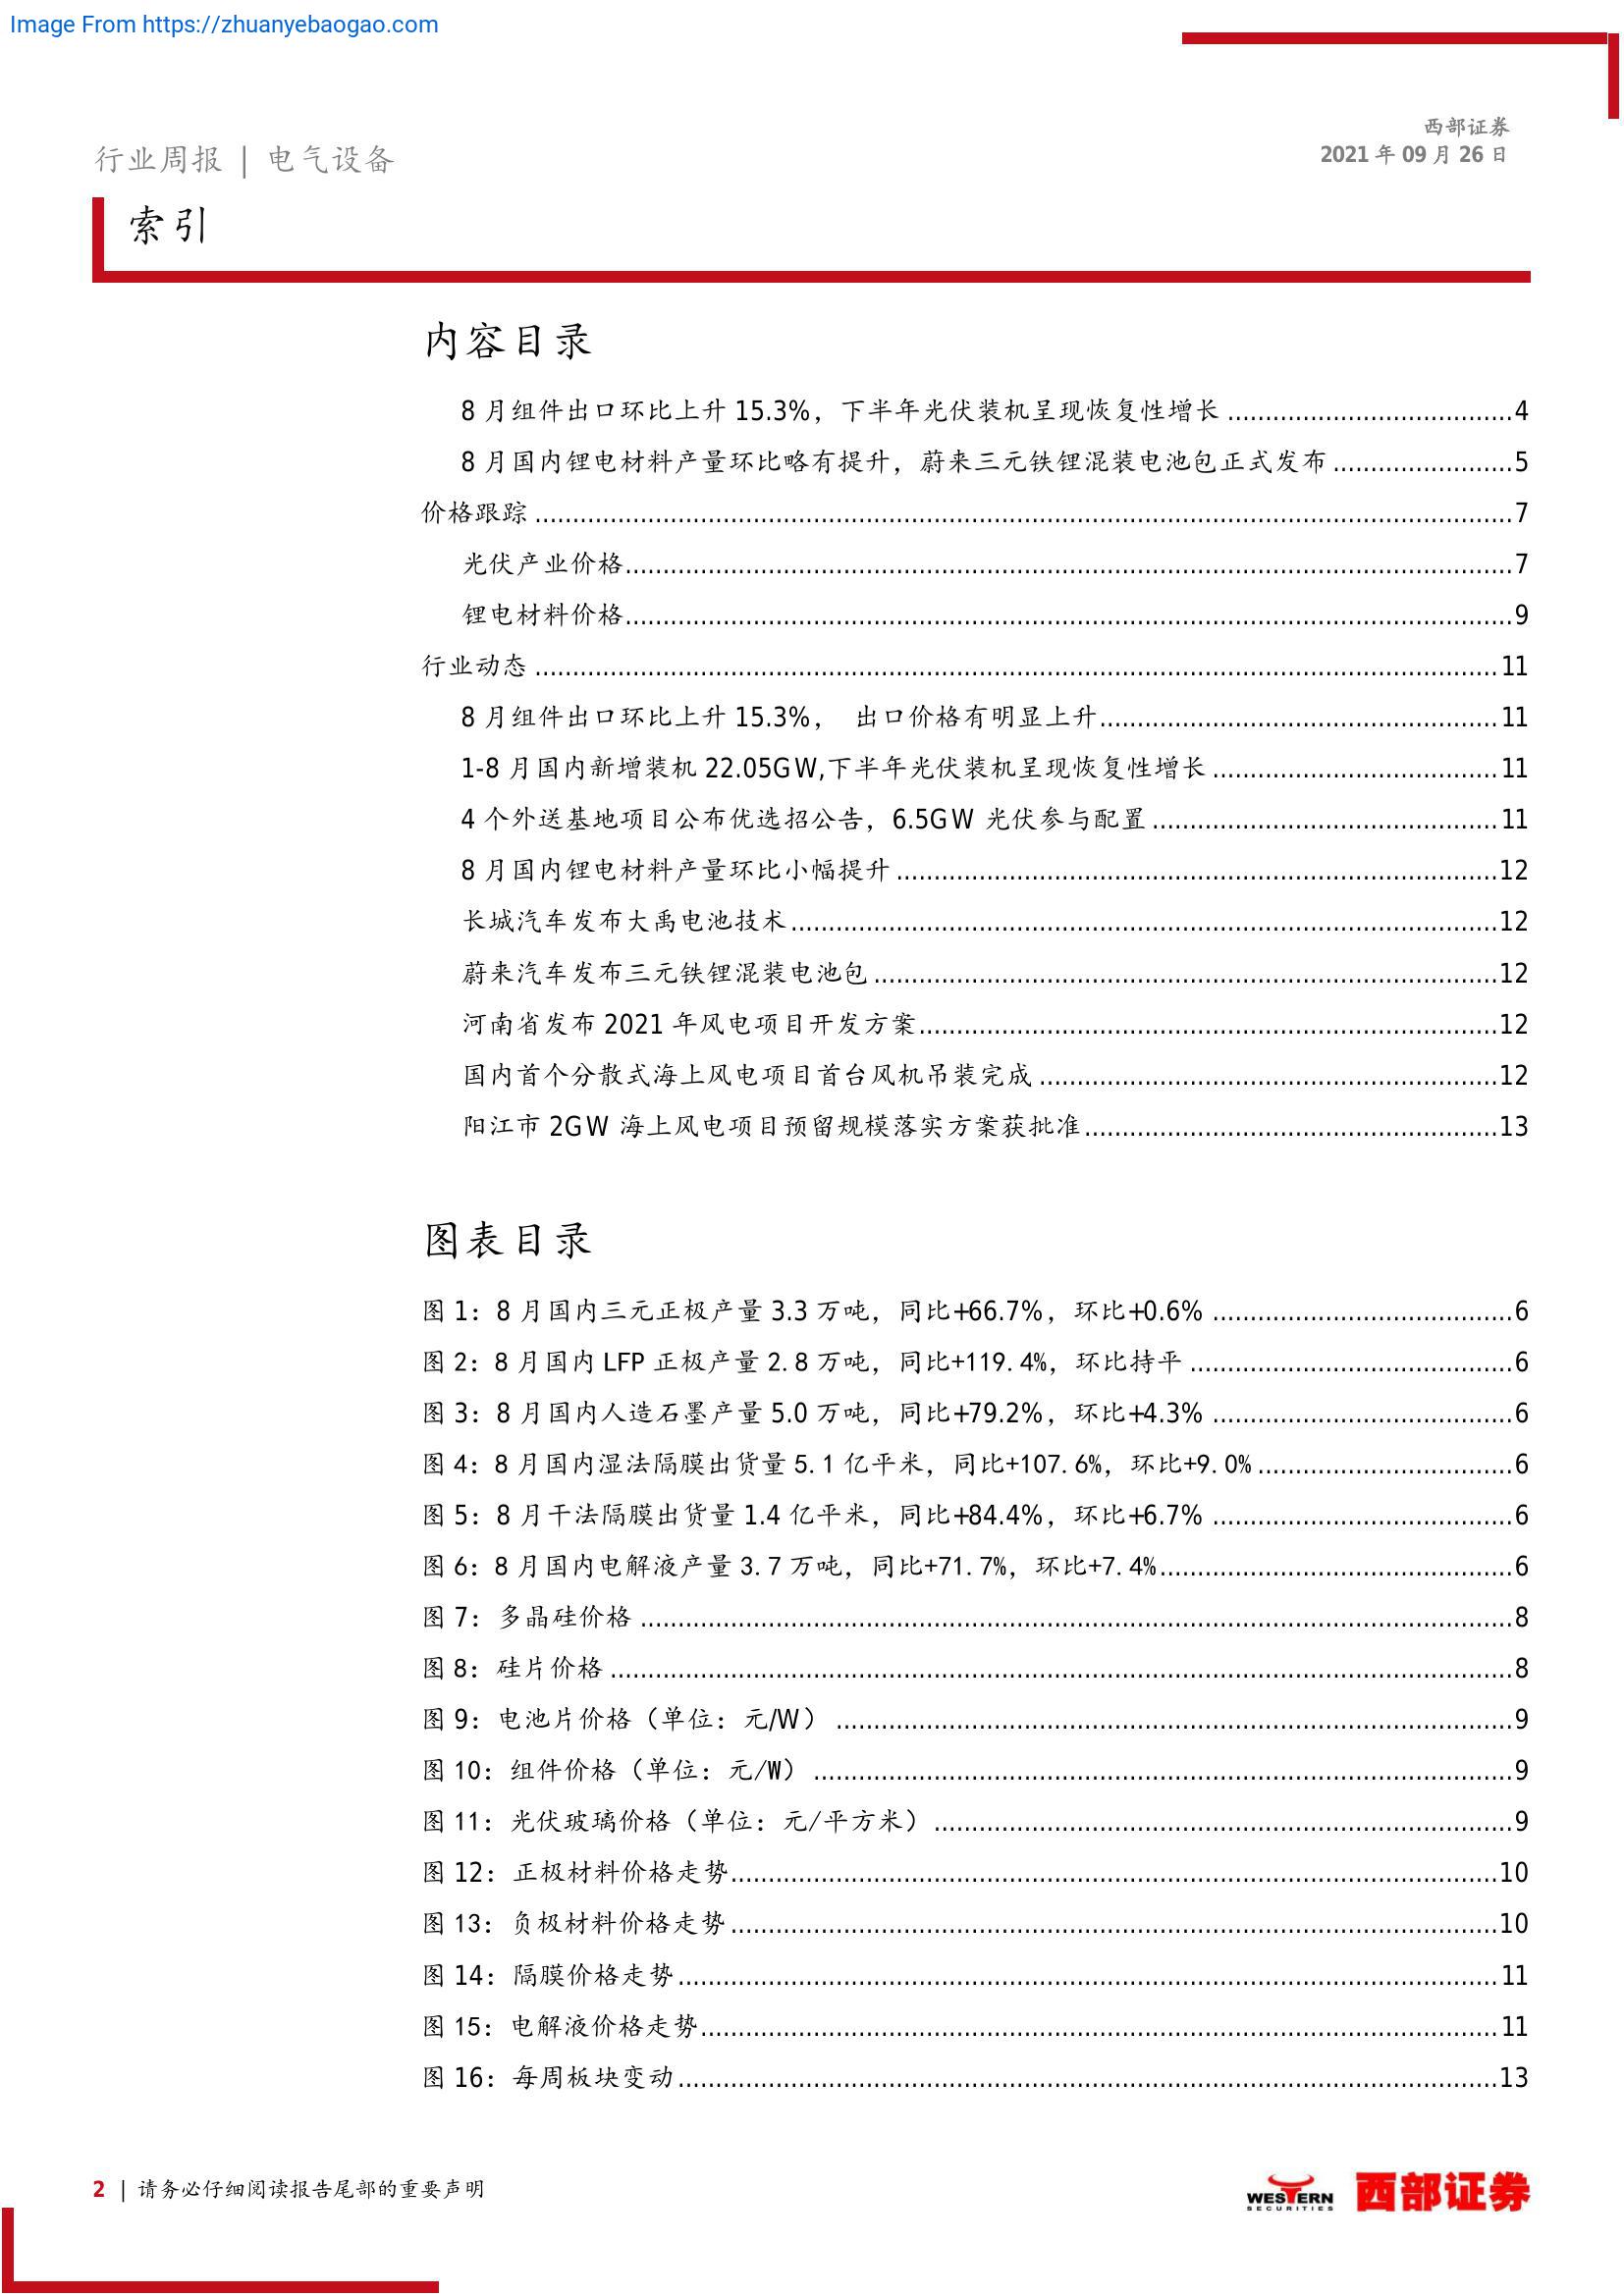 Image From https://zhuanyebaogao.com
西部证券
行业周报 | 电气设备
2021 年 09 月 26 日
索引
内容目录
8 月组件出口环比上升 15.3%，下半年光伏装机呈现恢复性增长 ......................................4
8 月国内锂电材料产量环比略有提升，蔚来三元铁锂混装电池包正式发布 ........................5
价格跟踪 ..................................................................7
光伏产业价格..................................................................7
锂电材料价格..................................................................9
行业动态 ..................................................................11
8 月组件出口环比上升 15.3%， 出口价格有明显上升......................................11
1-8 月国内新增装机 22.05GW,下半年光伏装机呈现恢复性增长 ......................................11
4 个外送基地项目公布优选招公告，6.5GW 光伏参与配置 ......................................11
8 月国内锂电材料产量环比小幅提升 ......................................12
长城汽车发布大禹电池技术......................................12
蔚来汽车发布三元铁锂混装电池包 ......................................12
河南省发布 2021 年风电项目开发方案......................................12
国内首个分散式海上风电项目首台风机吊装完成 ......................................12
阳江市 2GW 海上风电项目预留规模落实方案获批准......................................13
图表目录
图 1：8 月国内三元正极产量 3.3 万吨，同比+66.7%，环比+0.6% ......................................6
图 2：8 月国内 LFP 正极产量 2.8 万吨，同比+119.4%，环比持平 ......................................6
图 3：8 月国内人造石墨产量 5.0 万吨，同比+79.2%，环比+4.3% ......................................6
图 4：8 月国内湿法隔膜出货量 5.1 亿平米，同比+107.6%，环比+9.0%..................................6
图 5：8 月干法隔膜出货量 1.4 亿平米，同比+84.4%，环比+6.7% ......................................6
图 6：8 月国内电解液产量 3.7 万吨，同比+71.7%，环比+7.4%......................................6
图 7：多晶硅价格 ......................................8
图 8：硅片价格 ......................................8
图 9：电池片价格（单位：元/W） ......................................9
图 10：组件价格（单位：元/W） ......................................9
图 11：光伏玻璃价格（单位：元/平方米） ......................................9
图 12：正极材料价格走势......................................10
图 13：负极材料价格走势......................................10
图 14：隔膜价格走势......................................11
图 15：电解液价格走势......................................11
图 16：每周板块变动......................................13
2 | 请务必仔细阅读报告尾部的重要声明
WESTERN
SECURITIES
西部证券